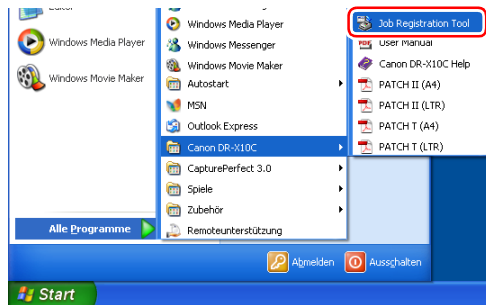 Windows Media Player
Windows Movie Maker
Alle Programme
Windows Media Player
Windows Messenger
Windows Movie Maker
Autostart
MSN
Outlook Express
Canon DR-X10C
CapturePerfect 3.0
Spiele
Zubehör
Remoteunterstützung
Job Registration Tool
User Manual
Canon DR-X10C Help
PATCH II (A4)
PATCH II (LTR)
PATCH T (A4)
PATCH T (LTR)
Abmelden
Ausschalten
Start